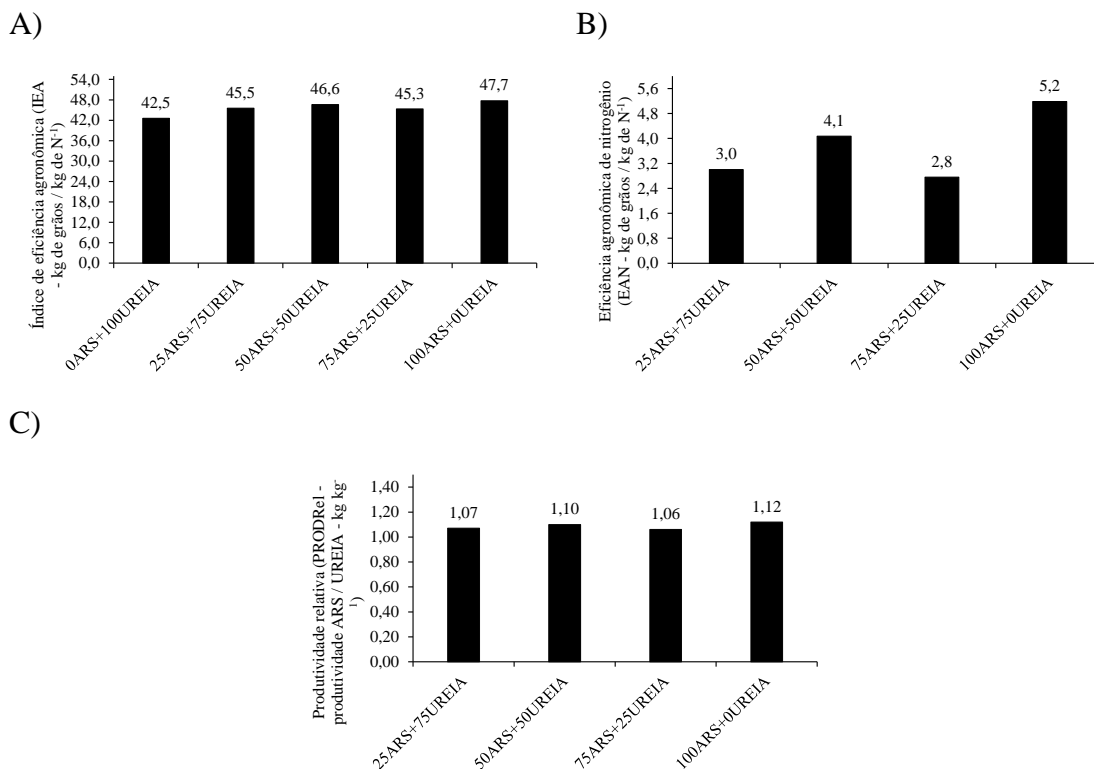 A)
Índice de eficiência agronômica (IEA
- kg de grãos / kg de N-1)
54,0
48,0
42,0
36,0
30,0
24,0
18,0
12,0
6,0
0,0
42,5
45,5
46,6
45,3
47,7
0ARS+100UREIA
25ARS+75UREIA
50ARS+50UREIA
75ARS+25UREIA
100ARS+0UREIA
B)
Eficiência agronômica de nitrogênio
(EAN - kg de grãos / kg de N-1)
5,6
4,8
4,0
3,2
2,4
1,6
0,8
0,0
3,0
4,1
2,8
5,2
25ARS+75UREIA
50ARS+50UREIA
75ARS+25UREIA
100ARS+0UREIA
C)
Produtividade relativa (PRODRel -
produtividade ARS / UREIA - kg kg-
1)
1,40
1,20
1,00
0,80
0,60
0,40
0,20
0,00
1,07
1,10
1,06
1,12
25ARS+75UREIA
50ARS+50UREIA
75ARS+25UREIA
100ARS+0UREIA